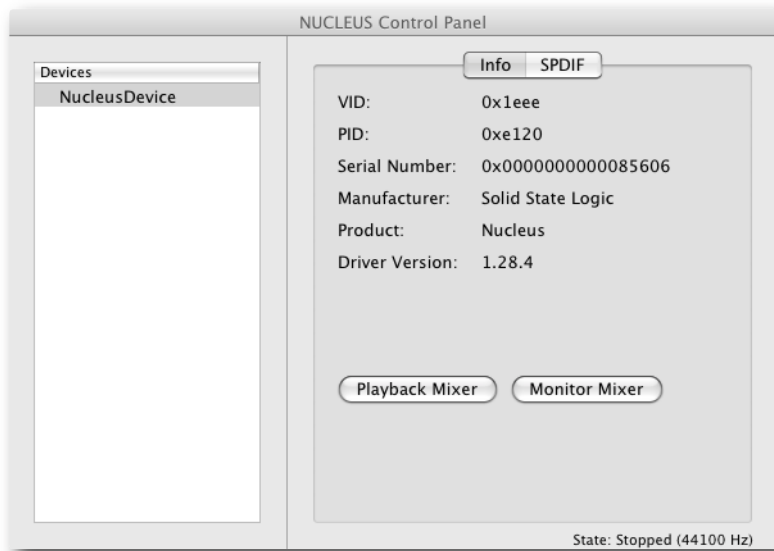 NUCLEUS Control Panel
Devices
NucleusDevice
Info SPDIF
VID: 0x1eee
PID: 0xe120
Serial Number: 0x0000000000085606
Manufacturer: Solid State Logic
Product: Nucleus
Driver Version: 1.28.4
Playback Mixer Monitor Mixer
State: Stopped (44100 Hz)